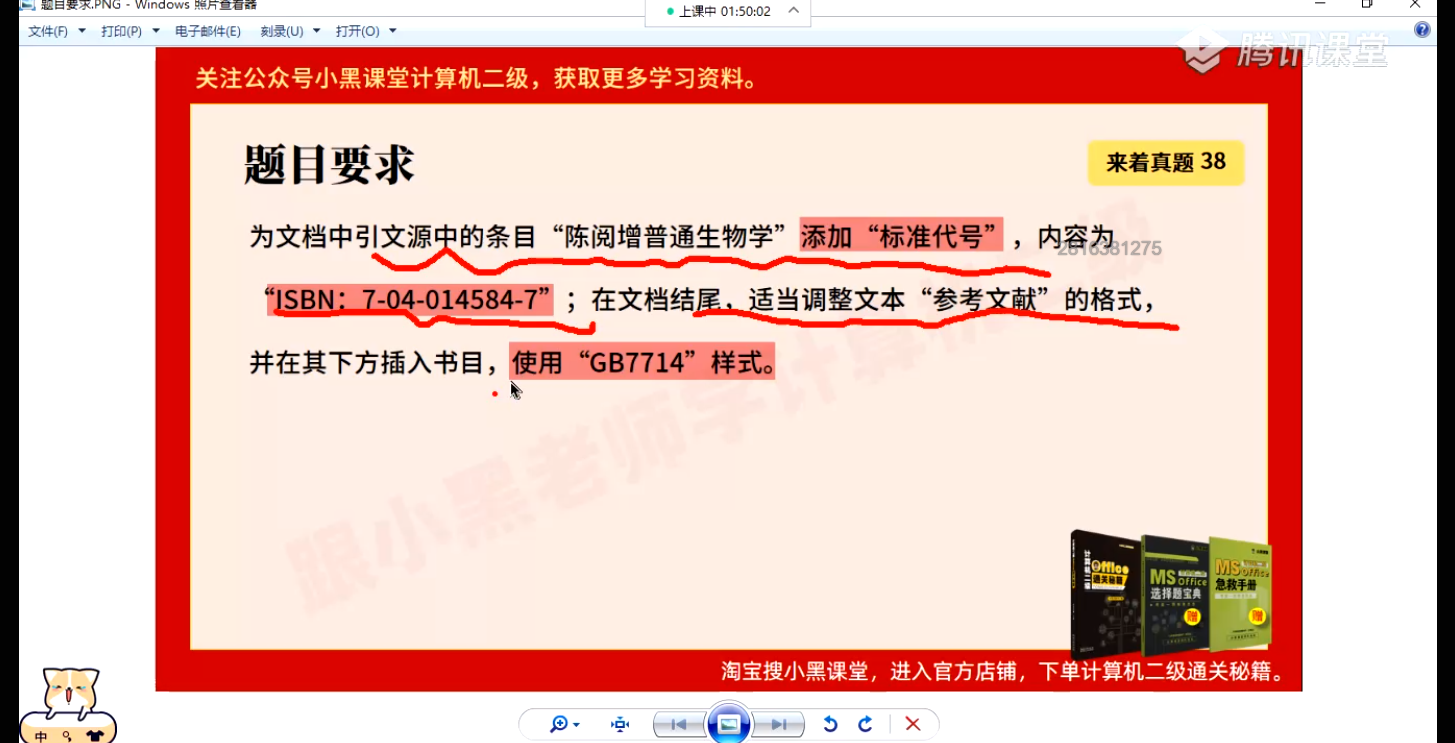 题目要求.PNG - Windows 照片查看器
上课中 01:50:02
文件(F) 打印(P) 电子邮件(E) 刻录(U) 打开(O)
腾讯课堂
关注公众号小黑课堂计算机二级，获取更多学习资料。
题目要求
来着真题 38
为文档中引文源中的条目“陈阅增普通生物学”添加“标准代号”，内容为
2816381275
“ISBN：7-04-014584-7”；在文档结尾，适当调整文本“参考文献”的格式，
并在其下方插入书目，使用“GB7714”样式。
跟小黑老师学计算机二级
计算机二级
Office
通关秘籍
MS Office
选择题宝典
MS Office
急救手册
淘宝搜小黑课堂，进入官方店铺，下单计算机二级通关秘籍。
中